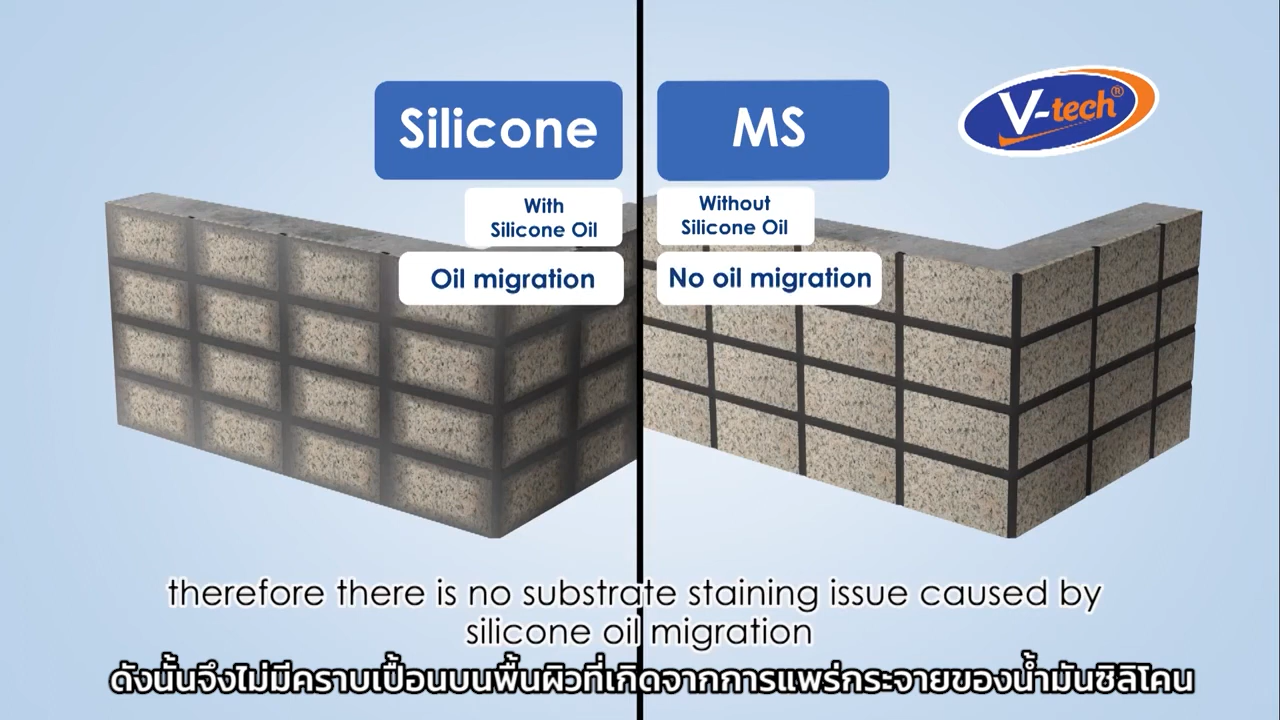 Silicone
With
Silicone Oil
Oil migration
MS
Without
Silicone Oil
No oil migration
V-tech®
therefore there is no substrate staining issue caused by
silicone oil migration
ดังนั้นจึงไม่มีคราบเปื้อนบนพื้นผิวที่เกิดจากการแพร่กระจายของน้ำมันซิลิโคน